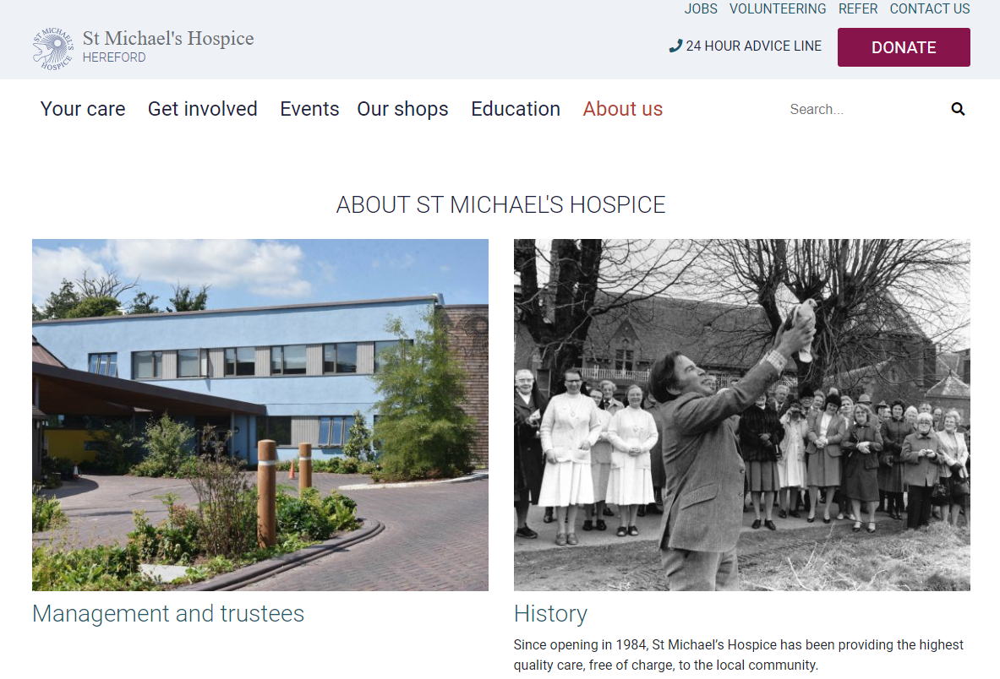 JOBS VOLUNTEERING REFER CONTACT US
ST MICHAEL'S HOSPICE
St Michael's Hospice
HEREFORD
24 HOUR ADVICE LINE
DONATE
Your care Get involved Events Our shops Education About us
Search...
ABOUT ST MICHAEL'S HOSPICE
Management and trustees
History
Since opening in 1984, St Michael’s Hospice has been providing the highest
quality care, free of charge, to the local community.